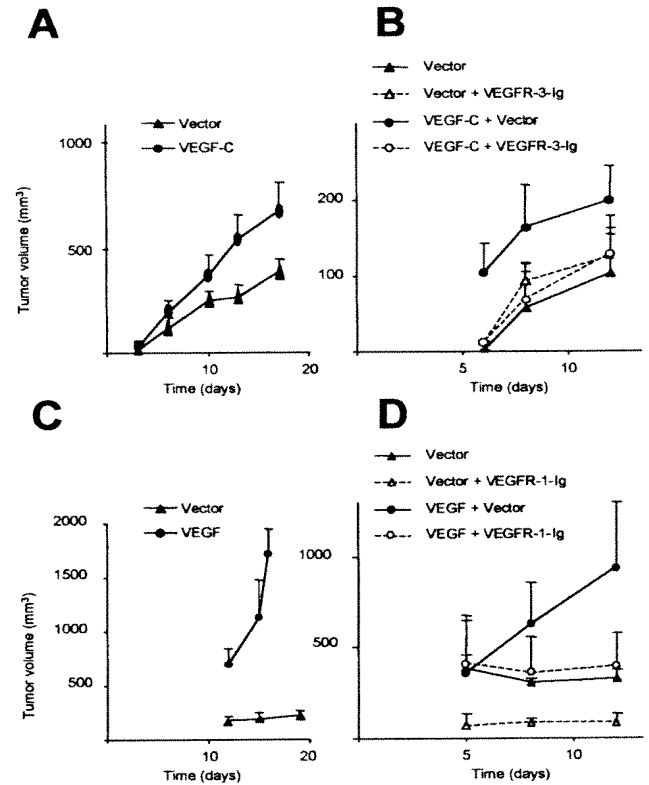 A
Vector
VEGF-C
1000
500
Tumor volume (mm³)
10
20
Time (days)
B
Vector
Vector + VEGFR-3-Ig
VEGF-C + Vector
VEGF-C + VEGFR-3-Ig
200
100
5
10
Time (days)
C
Vector
VEGF
2000
1500
1000
500
Tumor volume (mm³)
10
20
Time (days)
D
Vector
Vector + VEGFR-1-Ig
VEGF + Vector
VEGF + VEGFR-1-Ig
1000
500
5
10
Time (days)